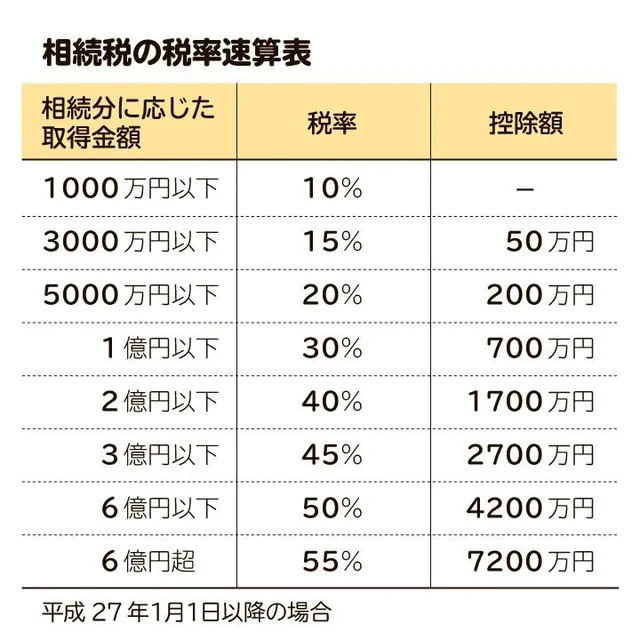 相続税の税率速算表
相続分に応じた
取得金額 税率 控除額
1000万円以下 10% −
3000万円以下 15% 50万円
5000万円以下 20% 200万円
1億円以下 30% 700万円
2億円以下 40% 1700万円
3億円以下 45% 2700万円
6億円以下 50% 4200万円
6億円超 55% 7200万円
平成27年1月1日以降の場合